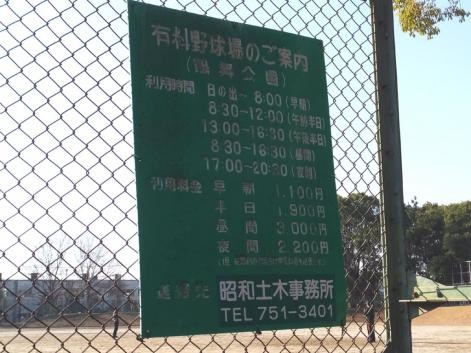 有料野球場のご案内
(鶴舞公園)
利用時間 日の出~8:00(早朝)
8:30~12:00(午前半日)
13:00~16:30(午後半日)
8:30~16:30(昼間)
17:00~20:30(夜間)
利用料金 早朝 1,100円
半日 1,900円
昼間 3,000円
夜間 2,200円
連絡先 昭和土木事務所
TEL 751-3401